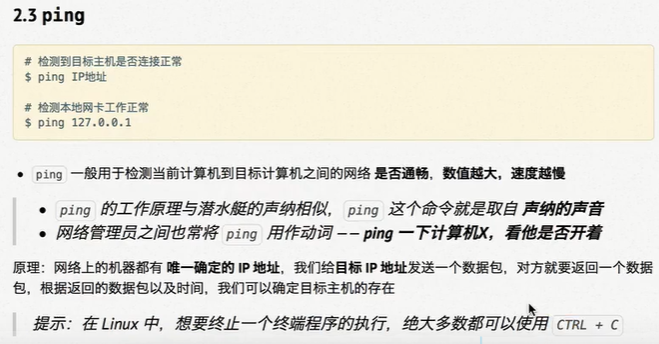 2.3 ping
# 检测到目标主机是否连接正常
$ ping IP地址
# 检测本地网卡工作正常
$ ping 127.0.0.1
• ping 一般用于检测当前计算机到目标计算机之间的网络 是否通畅，数值越大，速度越慢
• ping 的工作原理与潜水艇的声纳相似，ping 这个命令就是取自 声纳的声音
• 网络管理员之间也常将 ping 用作动词 —— ping 一下计算机X，看他是否开着
原理：网络上的机器都有 唯一确定的 IP 地址，我们给目标 IP 地址发送一个数据包，对方就要返回一个数据
包，根据返回的数据包以及时间，我们可以确定目标主机的存在
提示：在 Linux 中，想要终止一个终端程序的执行，绝大多数都可以使用 CTRL + C